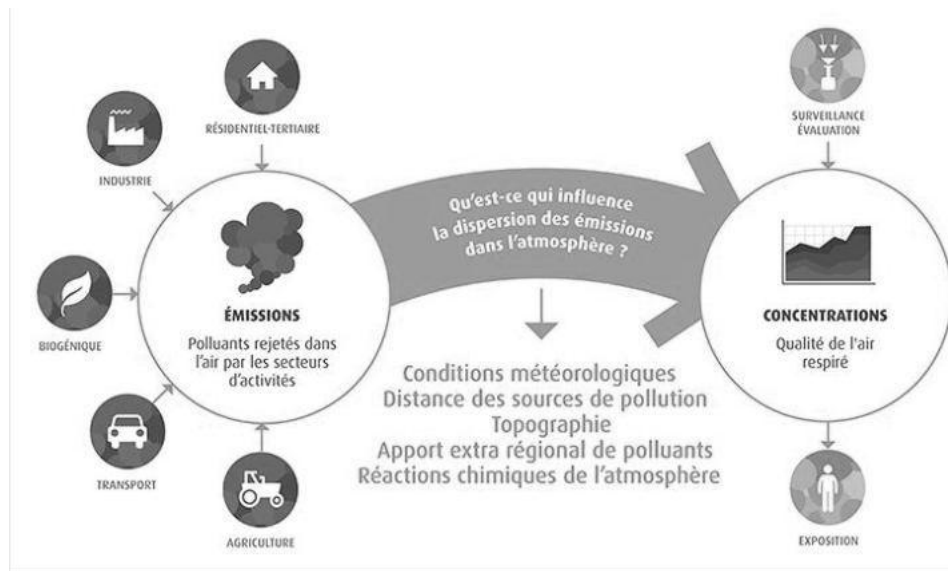 RÉSIDENTIEL-TERTIAIRE
INDUSTRIE
BIOGÉNIQUE
TRANSPORT
AGRICULTURE
ÉMISSIONS
Polluants rejetés dans
l'air par les secteurs
d'activités
Qu'est-ce qui influence
la dispersion des émissions
dans l'atmosphère ?
Conditions météorologiques
Distance des sources de pollution
Topographie
Apport extra régional de polluants
Réactions chimiques de l'atmosphère
SURVEILLANCE
ÉVALUATION
CONCENTRATIONS
Qualité de l'air
respiré
EXPOSITION